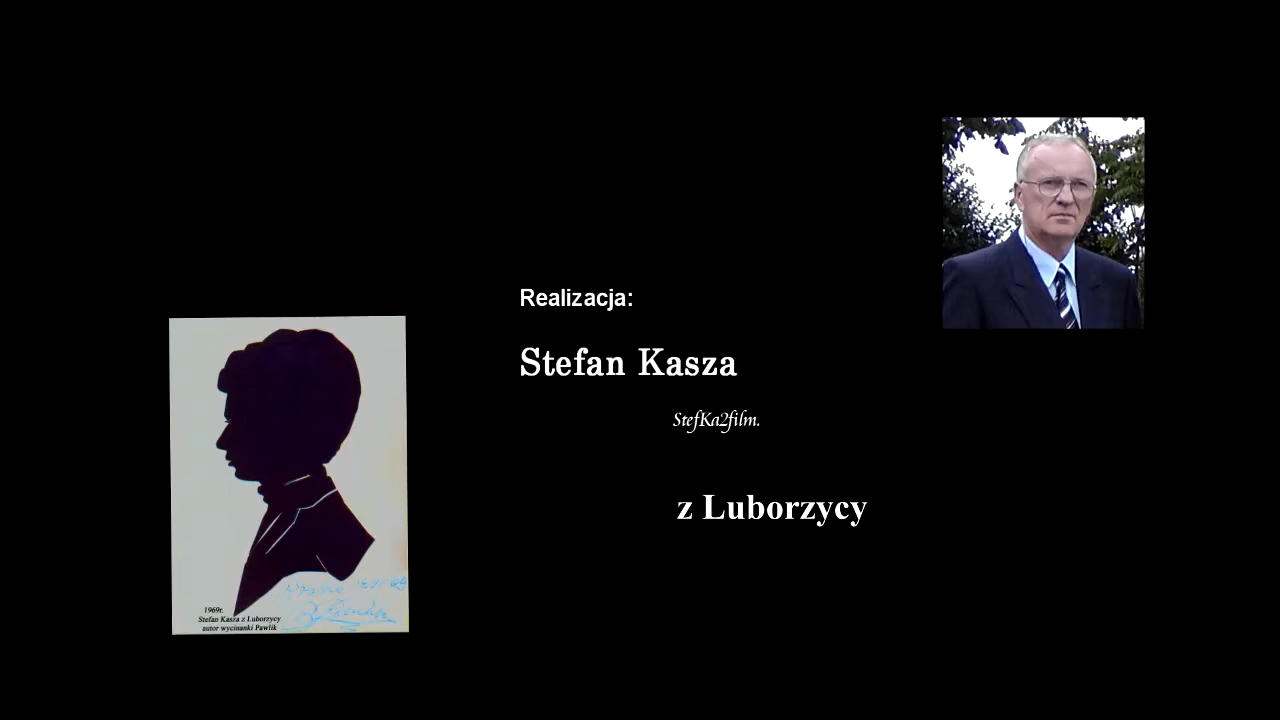 Realizacja:
Stefan Kasza
StefKa2film.
z Luborzycy
1969r.
Stefan Kasza z Luborzycy
autor wycinanki Pawlik